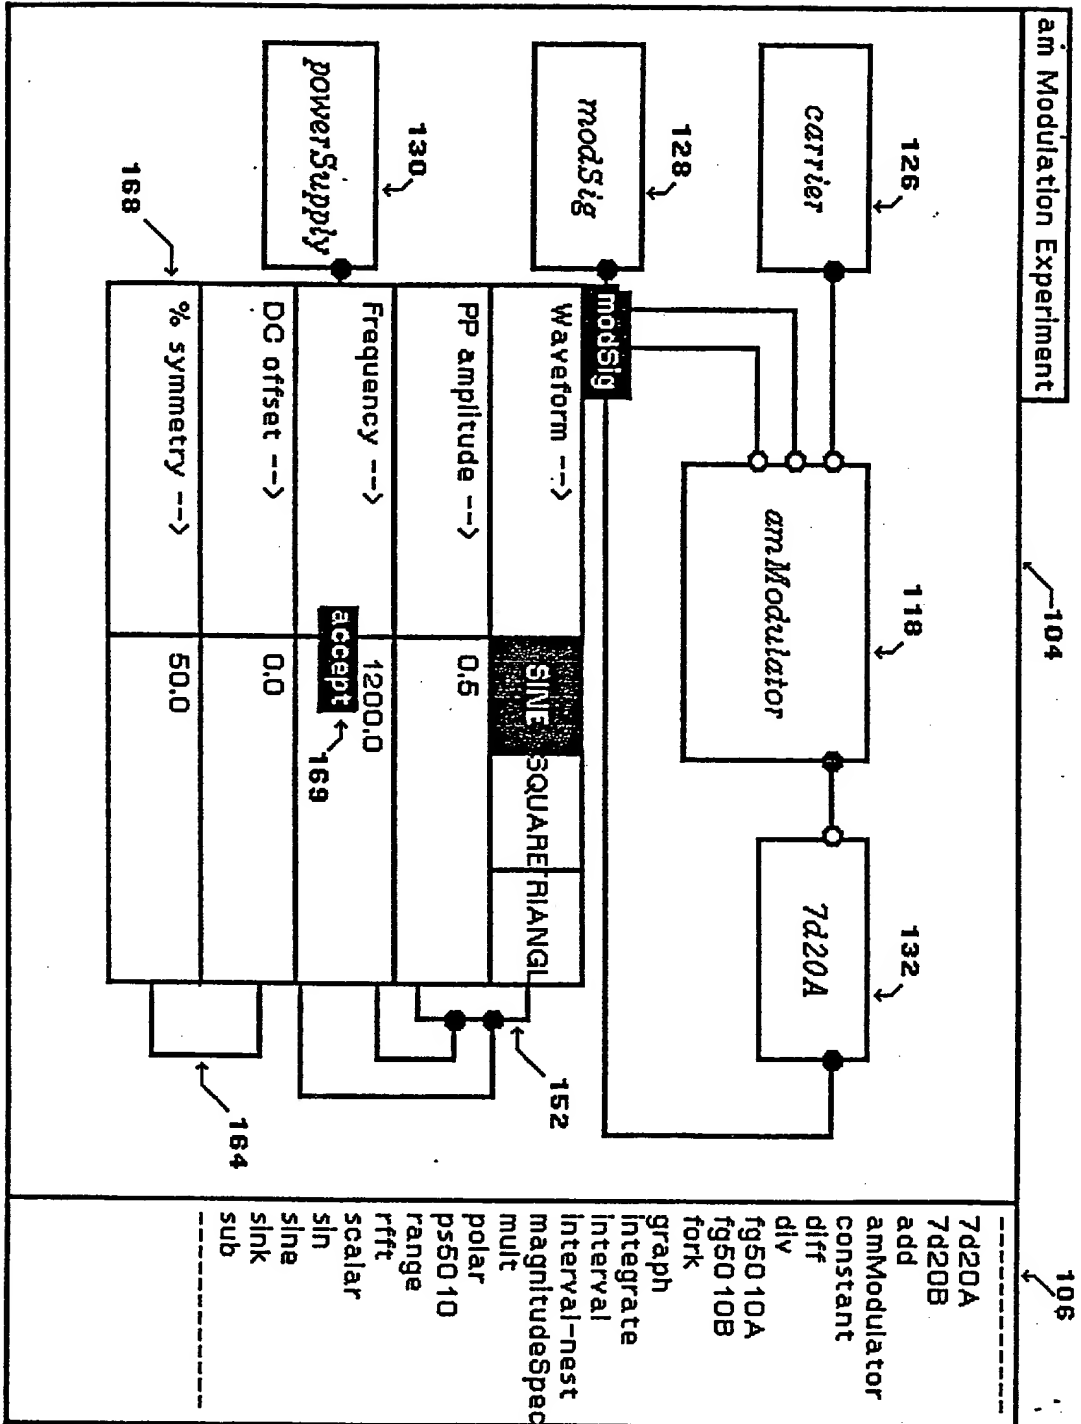 am Modulation Experiment
104
106
126
carrier
118
amModulator
132
7d20A
128
modSig
modSig
130
powerSupply
168
Waveform -->
SINE
SQUARE
TRIANGL
PP amplitude -->
0.5
Frequency -->
1200.0
accept
169
DC offset -->
0.0
% symmetry -->
50.0
152
164
------------
7d20A
7d20B
add
amModulator
constant
diff
div
fg5010A
fg5010B
fork
graph
integrate
interval
interval-nest
magnitudeSpec
mult
polar
ps5010
range
rfft
scalar
sin
sine
sink
sub
------------